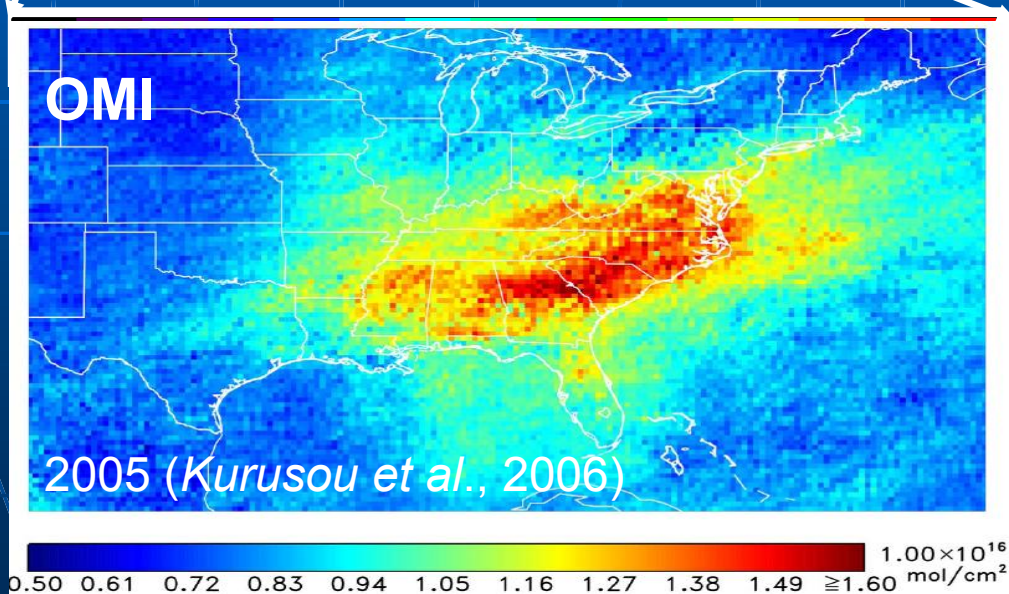 OMI
2005 (Kurusou et al., 2006)
1.00×10¹⁶
0.50 0.61 0.72 0.83 0.94 1.05 1.16 1.27 1.38 1.49 ≧1.60 mol/cm²